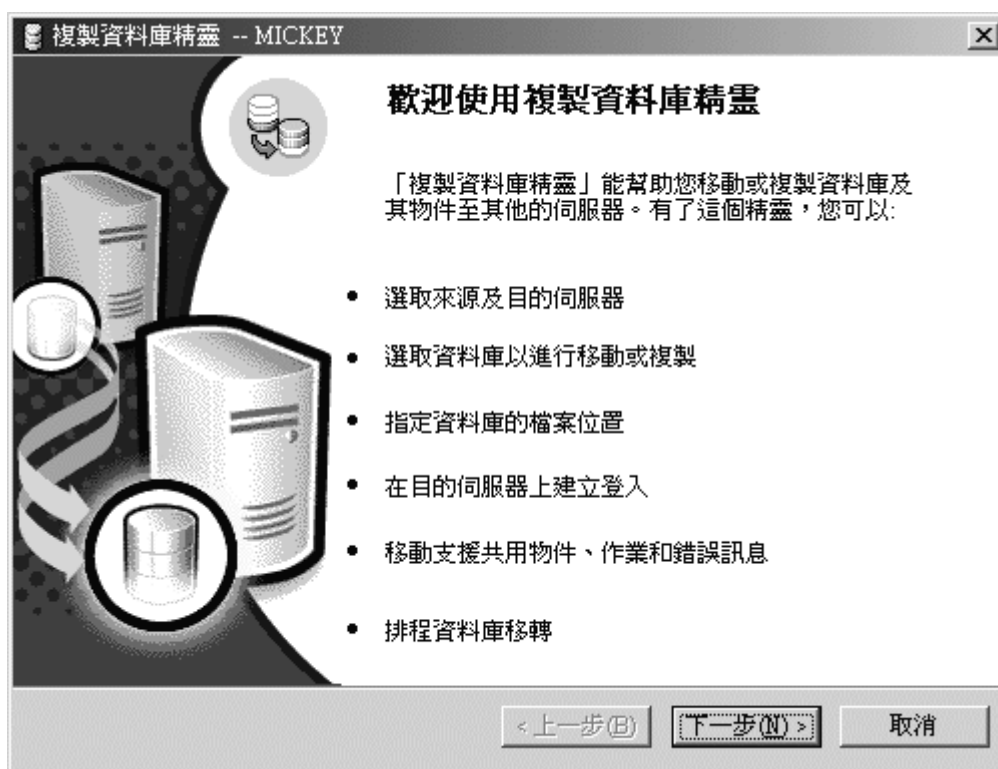 複製資料庫精靈 -- MICKEY
歡迎使用複製資料庫精靈
「複製資料庫精靈」能幫助您移動或複製資料庫及
其物件至其他的伺服器。有了這個精靈，您可以:
• 選取來源及目的伺服器
• 選取資料庫以進行移動或複製
• 指定資料庫的檔案位置
• 在目的伺服器上建立登入
• 移動支援共用物件、作業和錯誤訊息
• 排程資料庫移轉
<上一步(B)
下一步(N)>
取消